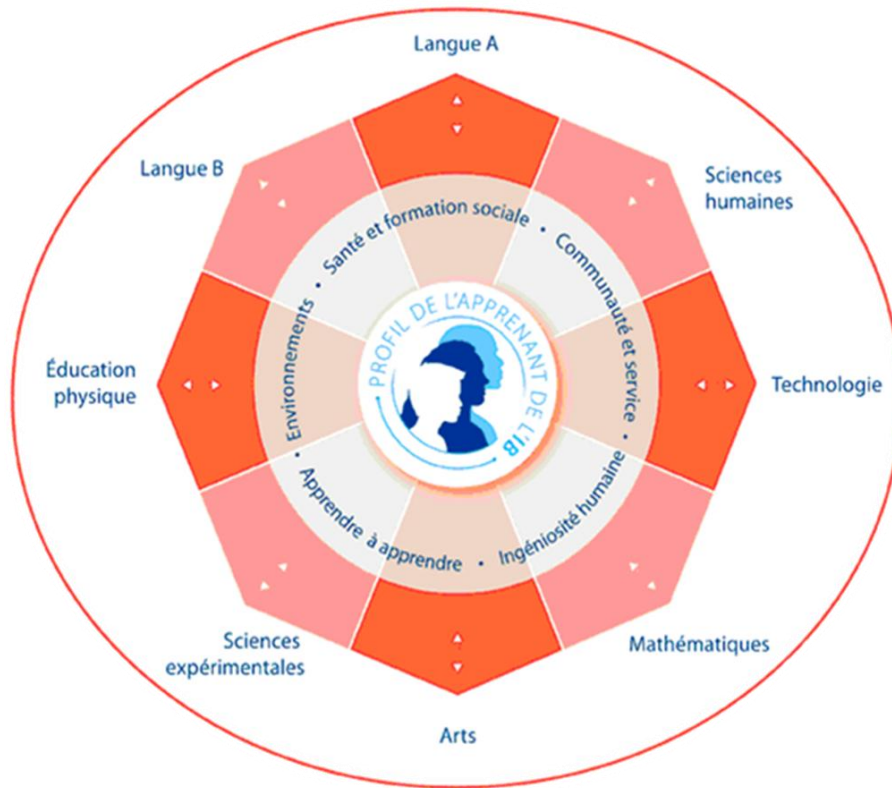 Langue A
Sciences
humaines
Technologie
Mathématiques
Arts
Sciences
expérimentales
Éducation
physique
Langue B
Santé et formation sociale •
Communauté et service •
Ingéniosité humaine •
Apprendre à apprendre •
Environnements •
PROFIL DE L'APPRENANT DE L'IB